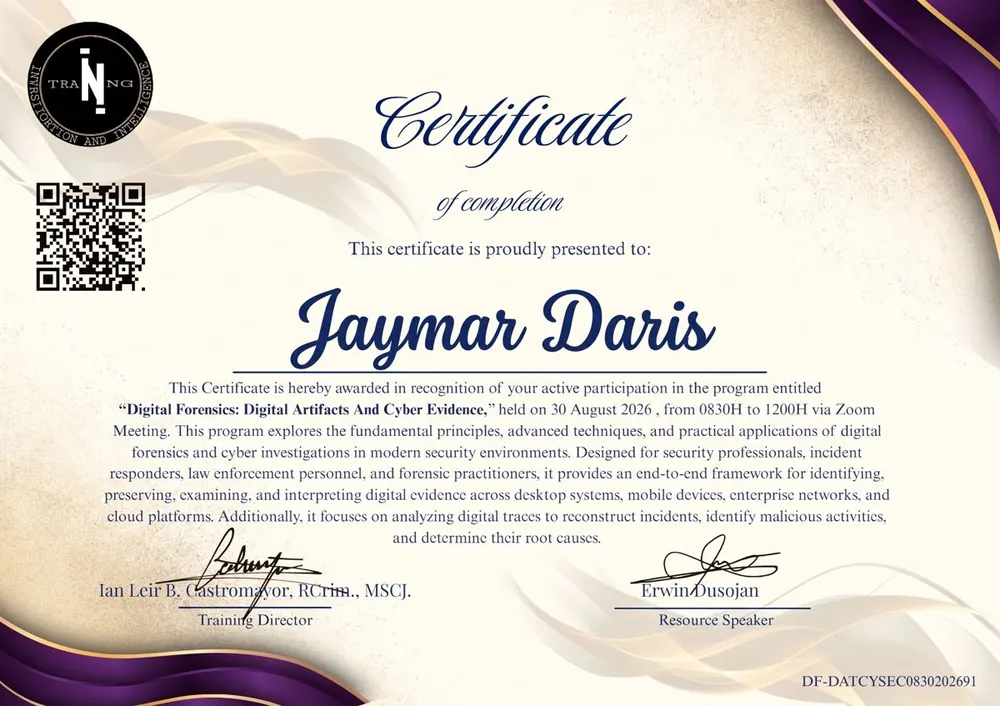 TRAINING
INVRSTIGRTION AND INTELLIGENCE
Certificate
of completion
This certificate is proudly presented to:
Jaymar Daris
This Certificate is hereby awarded in recognition of your active participation in the program entitled
“Digital Forensics: Digital Artifacts And Cyber Evidence,” held on 30 August 2026 , from 0830H to 1200H via Zoom
Meeting. This program explores the fundamental principles, advanced techniques, and practical applications of digital
forensics and cyber investigations in modern security environments. Designed for security professionals, incident
responders, law enforcement personnel, and forensic practitioners, it provides an end-to-end framework for identifying,
preserving, examining, and interpreting digital evidence across desktop systems, mobile devices, enterprise networks, and
cloud platforms. Additionally, it focuses on analyzing digital traces to reconstruct incidents, identify malicious activities,
and determine their root causes.
Ian Leir B. Castromayor, RCrim., MSCJ.
Training Director
Erwin Dusojan
Resource Speaker
DF-DATCYSEC0830202691